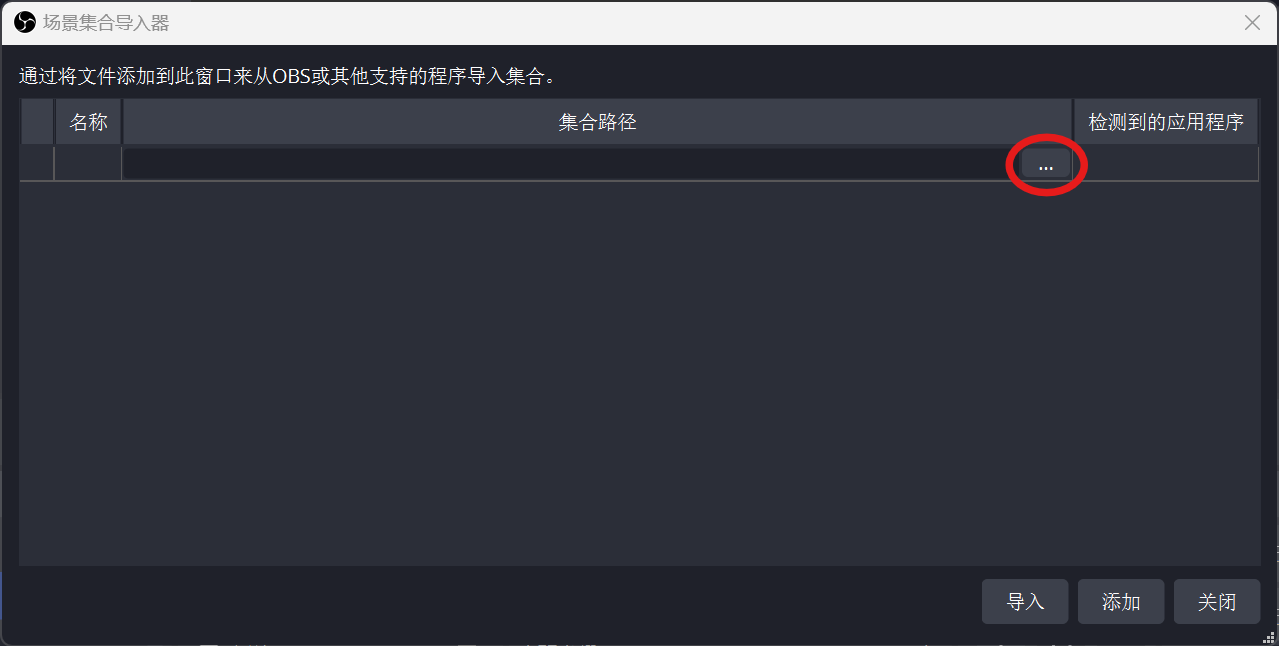 场景集合导入器
通过将文件添加到此窗口来从OBS或其他支持的程序导入集合。
名称 集合路径 检测到的应用程序
...
导入 添加 关闭